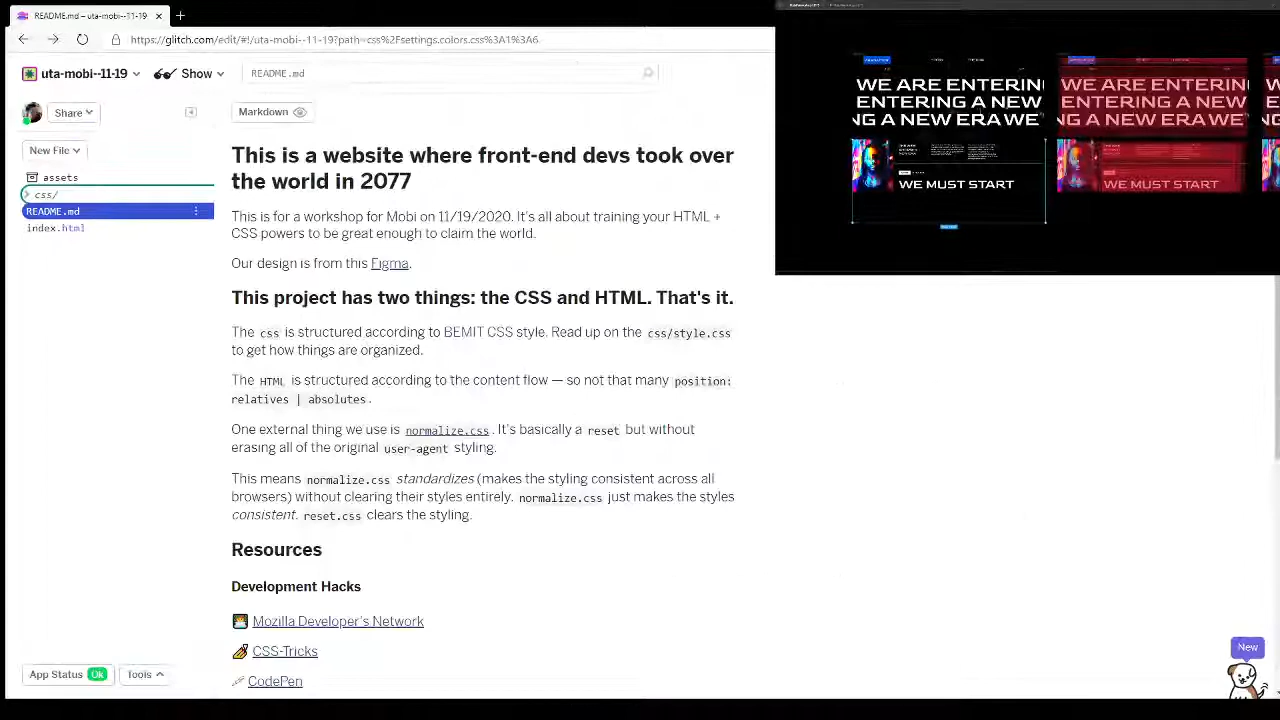 README.md – uta-mobi--11-19
https://glitch.com/edit/#!/uta-mobi--11-19?path=css%2Fsettings.colors.css%3A1%3A6
uta-mobi--11-19
Show
README.md
Share
Markdown
New File
assets
css/
README.md
index.html
This is a website where front-end devs took over
the world in 2077
This is for a workshop for Mobi on 11/19/2020. It's all about training your HTML +
CSS powers to be great enough to claim the world.
Our design is from this Figma.
This project has two things: the CSS and HTML. That's it.
The css is structured according to BEMIT CSS style. Read up on the css/style.css
to get how things are organized.
The HTML is structured according to the content flow — so not that many position:
relatives | absolutes.
One external thing we use is normalize.css. It's basically a reset but without
erasing all of the original user-agent styling.
This means normalize.css standardizes (makes the styling consistent across all
browsers) without clearing their styles entirely. normalize.css just makes the styles
consistent. reset.css clears the styling.
Resources
Development Hacks
Mozilla Developer's Network
CSS-Tricks
CodePen
App Status Ok
Tools
New
WE ARE ENTERIN
ENTERING A NEW
NG A NEW ERA WE
WE MUST START
WE ARE ENTERING
ENTERING A NEW
NG A NEW ERA WE
WE MUST START